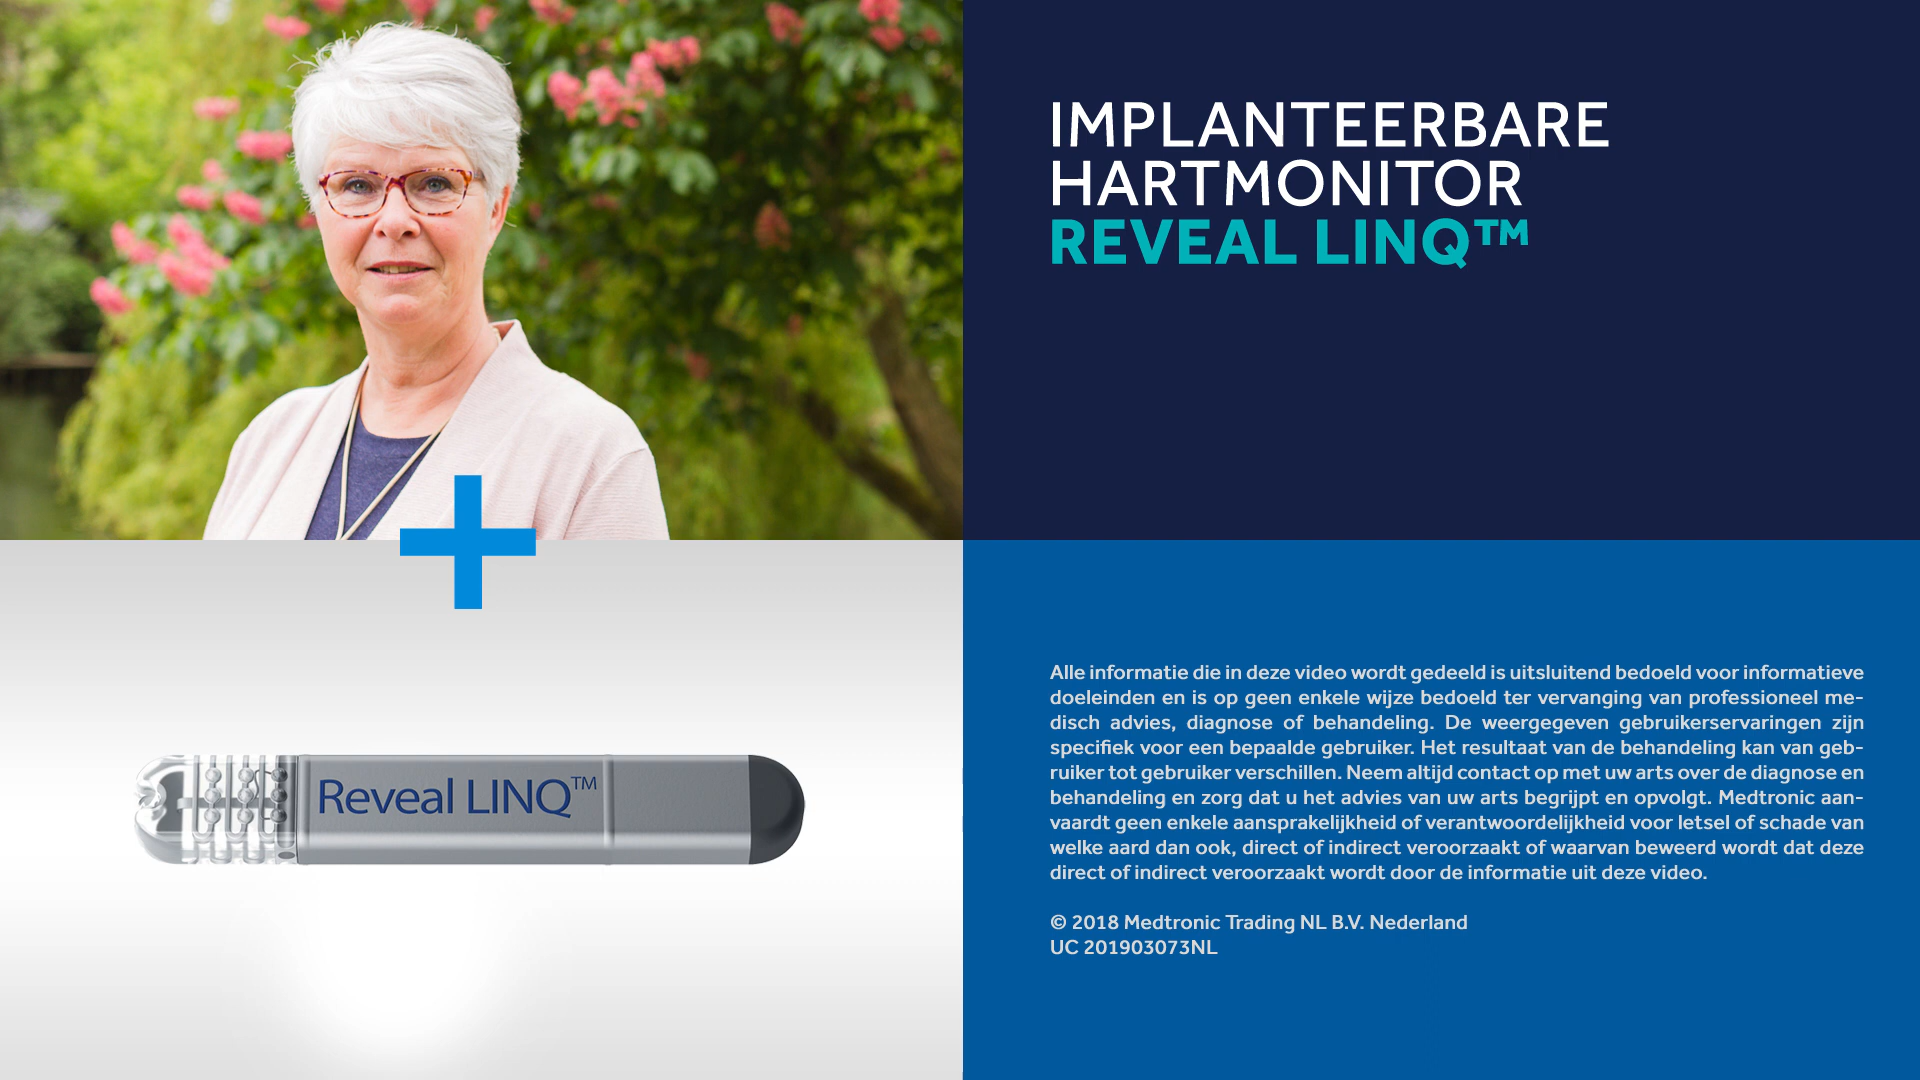 IMPLANTEERBARE
HARTMONITOR
REVEAL LINQ™
Reveal LINQ™
Alle informatie die in deze video wordt gedeeld is uitsluitend bedoeld voor informatieve
doeleinden en is op geen enkele wijze bedoeld ter vervanging van professioneel me-
disch advies, diagnose of behandeling. De weergegeven gebruikerservaringen zijn
specifiek voor een bepaalde gebruiker. Het resultaat van de behandeling kan van geb-
ruiker tot gebruiker verschillen. Neem altijd contact op met uw arts over de diagnose en
behandeling en zorg dat u het advies van uw arts begrijpt en opvolgt. Medtronic aan-
vaardt geen enkele aansprakelijkheid of verantwoordelijkheid voor letsel of schade van
welke aard dan ook, direct of indirect veroorzaakt of waarvan beweerd wordt dat deze
direct of indirect veroorzaakt wordt door de informatie uit deze video.
© 2018 Medtronic Trading NL B.V. Nederland
UC 201903073NL